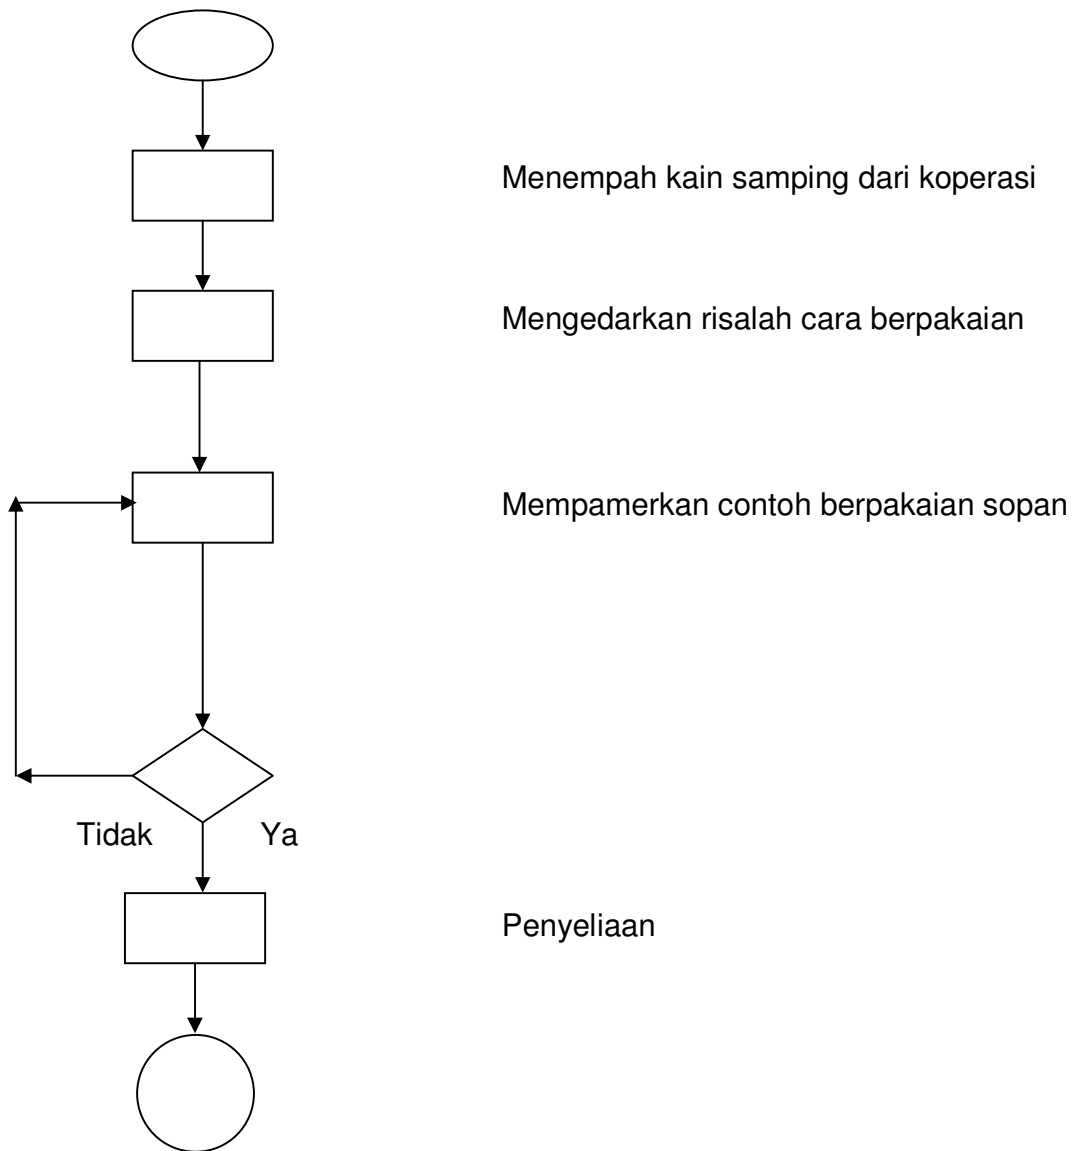 Menempah kain samping dari koperasi
Mengedarkan risalah cara berpakaian
Mempamerkan contoh berpakaian sopan
Tidak
Ya
Penyeliaan